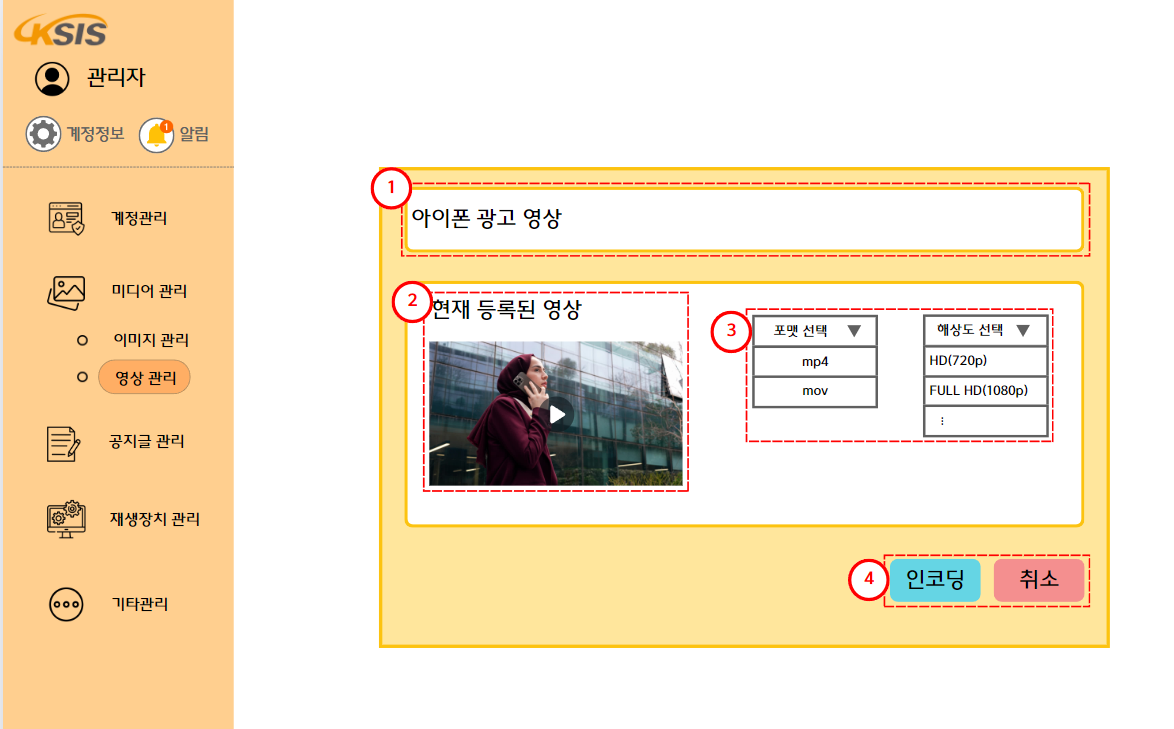 CKSIS
관리자
계정정보
1
알림
계정관리
미디어 관리
이미지 관리
영상 관리
공지글 관리
재생장치 관리
기타관리
1
아이폰 광고 영상
2
현재 등록된 영상
3
포맷 선택
mp4
mov
해상도 선택
HD(720p)
FULL HD(1080p)
⋮
4
인코딩
취소